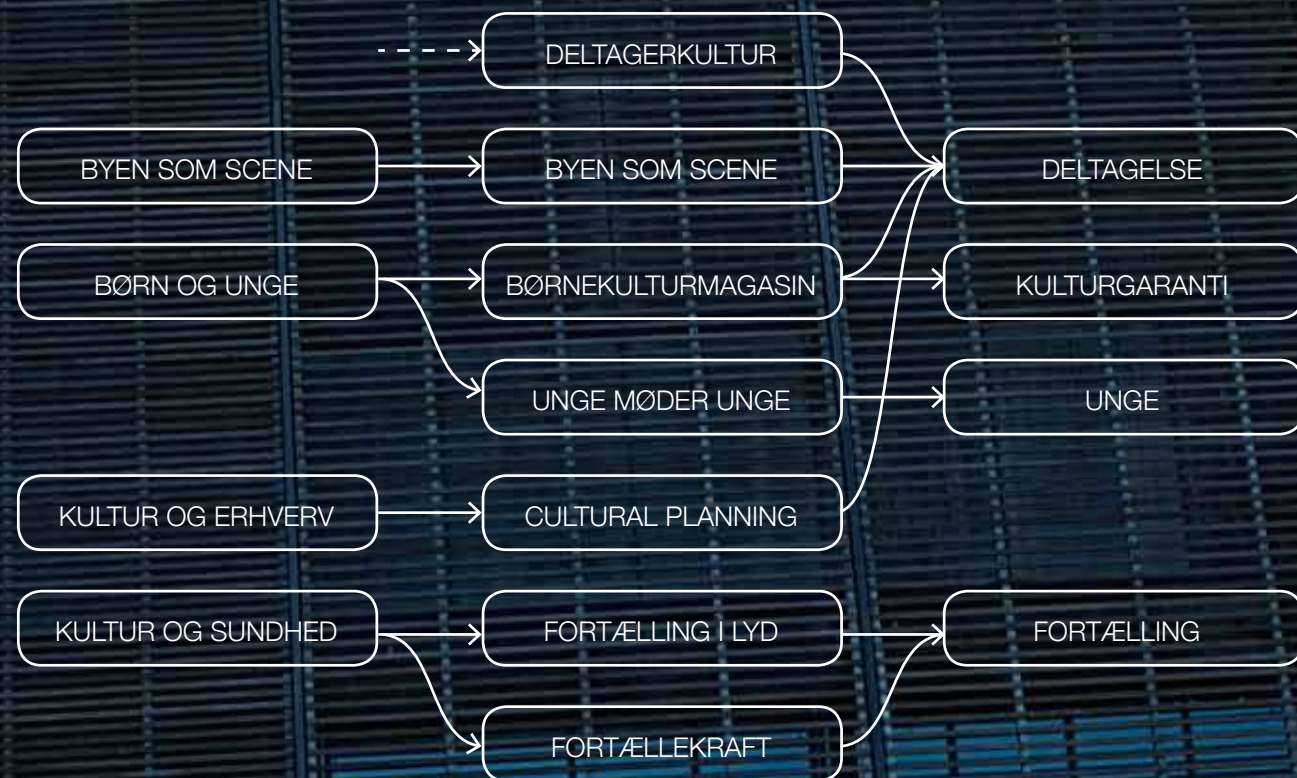 DELTAGERKULTUR
BYEN SOM SCENE
BYEN SOM SCENE
DELTAGELSE
BØRN OG UNGE
BØRNEKULTURMAGASIN
KULTURGARANTI
UNGE MØDER UNGE
UNGE
KULTUR OG ERHVERV
CULTURAL PLANNING
KULTUR OG SUNDHED
FORTÆLLING I LYD
FORTÆLLING
FORTÆLLEKRAFT